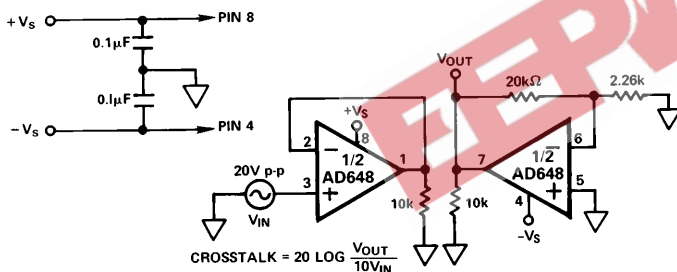 +VS
PIN 8
0.1µF
0.1µF
−VS
PIN 4
VOUT
20kΩ
2.26k
+VS
2
−
8
1/2
AD648
1
3
+
20V p-p
VIN
10k
10k
7
6
−
1/2
AD648
+
5
4
−VS
CROSSTALK = 20 LOG VOUT / 10VIN